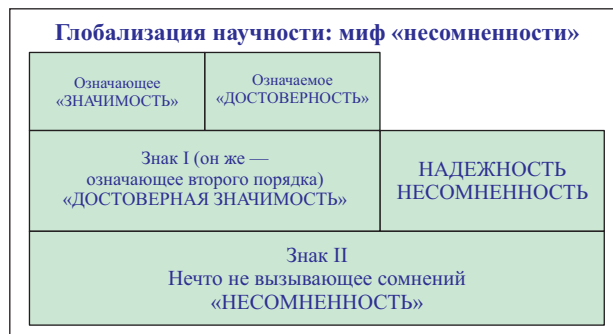 Глобализация научности: миф «несомненности»
Означающее
«ЗНАЧИМОСТЬ»
Означаемое
«ДОСТОВЕРНОСТЬ»
Знак I (он же —
означающее второго порядка)
«ДОСТОВЕРНАЯ ЗНАЧИМОСТЬ»
НАДЕЖНОСТЬ
НЕСОМНЕННОСТЬ
Знак II
Нечто не вызывающее сомнений
«НЕСОМНЕННОСТЬ»